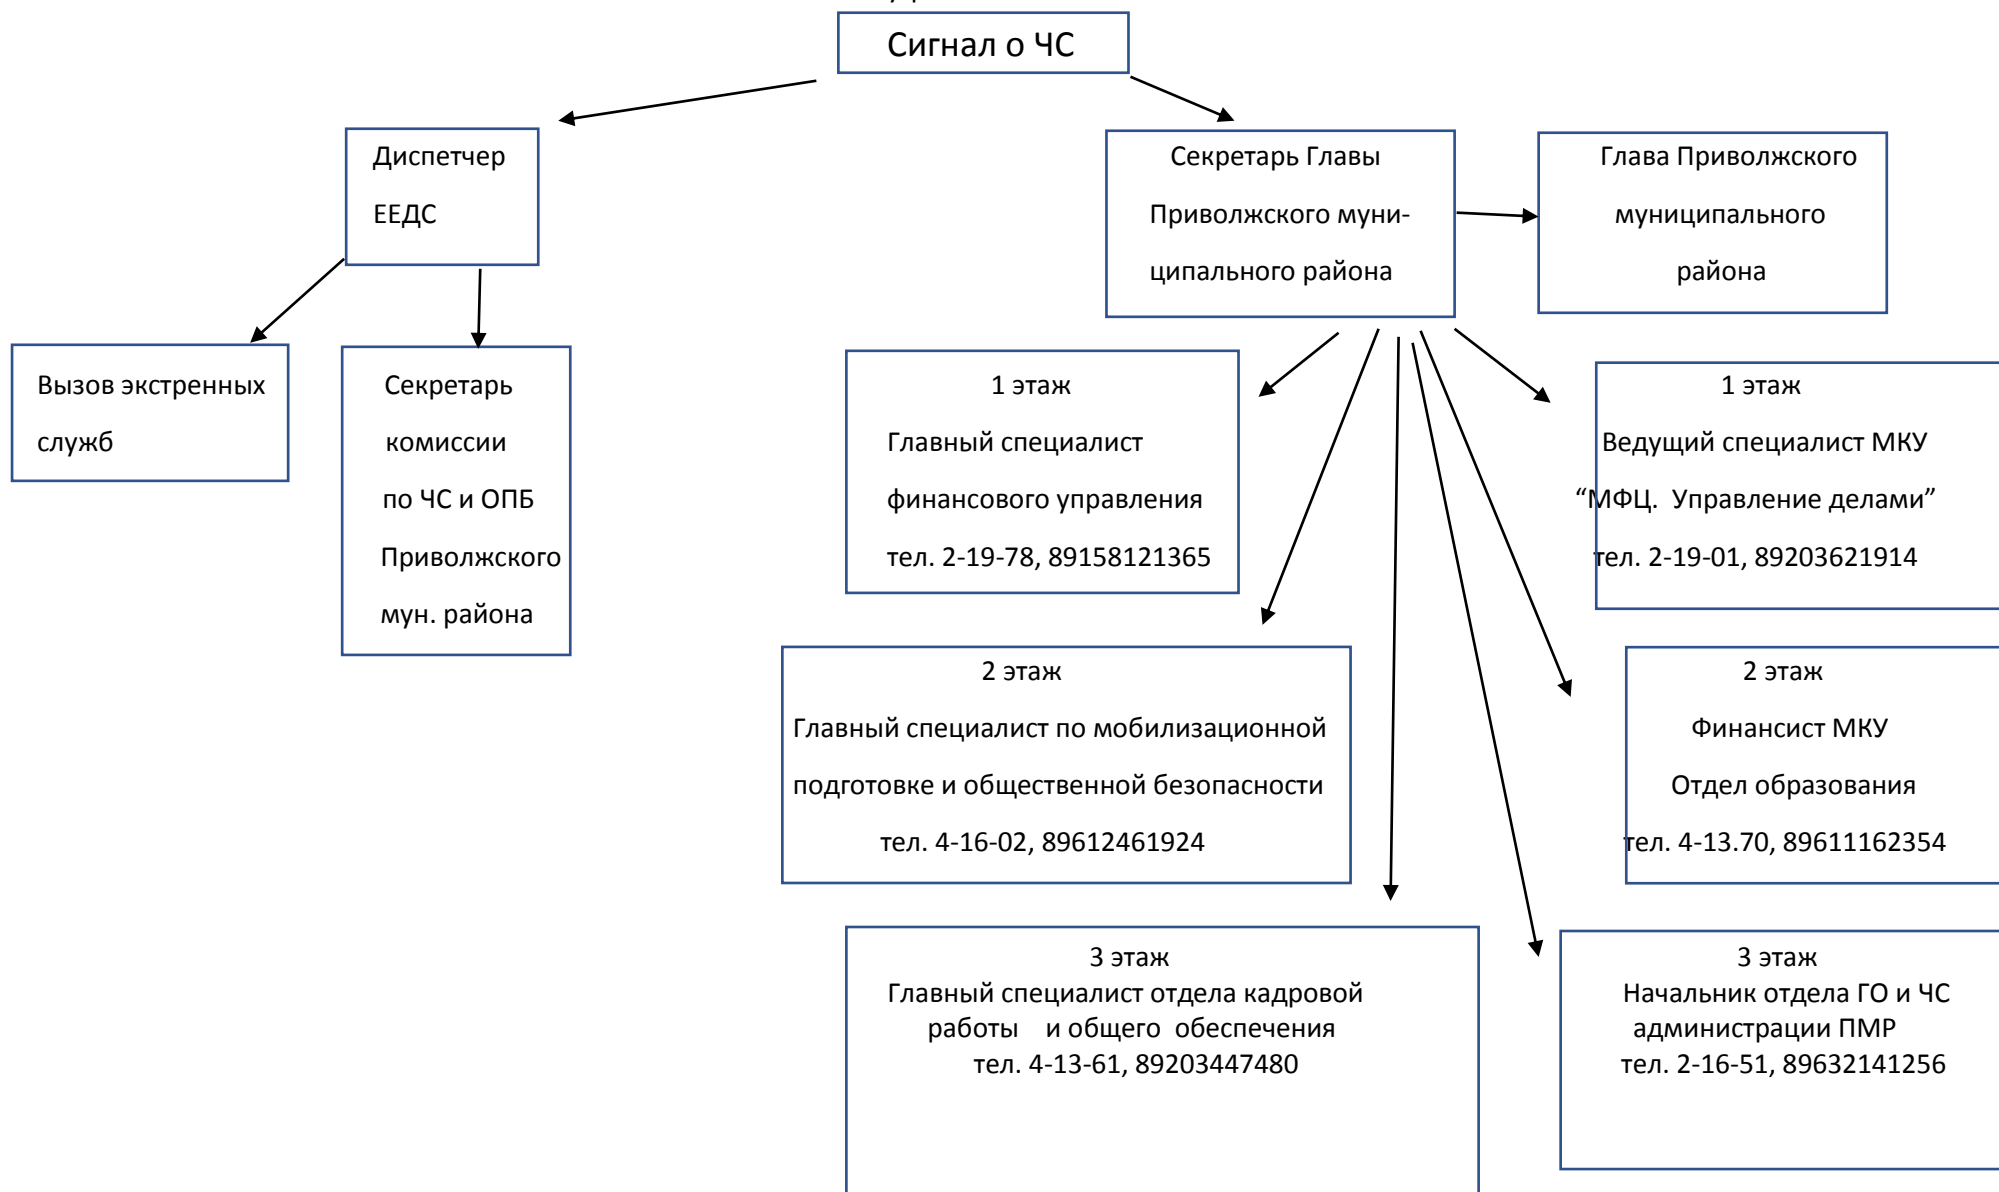 Сигнал о ЧС
Диспетчер
ЕЕДС
Секретарь Главы
Приволжского муни-
ципального района
Глава Приволжского
муниципального
района
Вызов экстренных
служб
Секретарь
комиссии
по ЧС и ОПБ
Приволжского
мун. района
1 этаж
Главный специалист
финансового управления
тел. 2-19-78, 89158121365
1 этаж
Ведущий специалист МКУ
“МФЦ.  Управление делами”
тел. 2-19-01, 89203621914
2 этаж
Главный специалист по мобилизационной
подготовке и общественной безопасности
тел. 4-16-02, 89612461924
2 этаж
Финансист МКУ
Отдел образования
тел. 4-13.70, 89611162354
3 этаж
Главный специалист отдела кадровой
работы    и общего  обеспечения
тел. 4-13-61, 89203447480
3 этаж
Начальник отдела ГО и ЧС
администрации ПМР
тел. 2-16-51, 89632141256